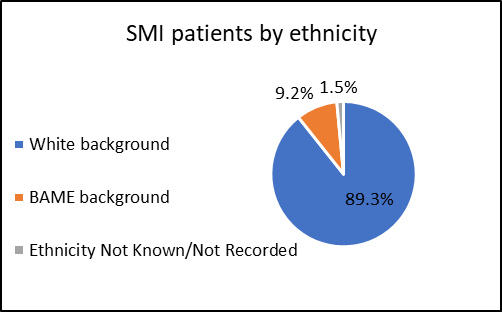 SMI patients by ethnicity
9.2%
1.5%
White background
BAME background
89.3%
Ethnicity Not Known/Not Recorded